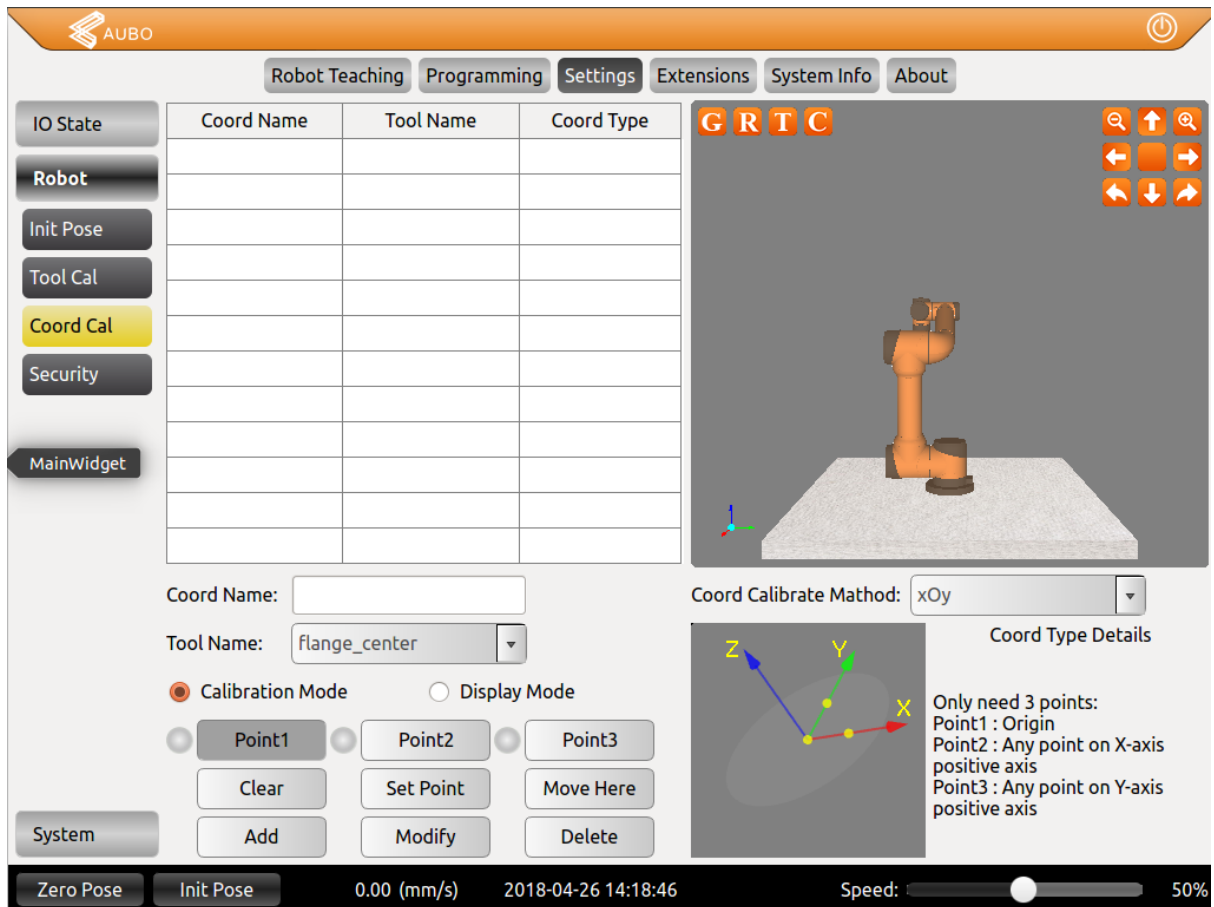 AUBO
Robot Teaching Programming Settings Extensions System Info About
IO State
Robot
Init Pose
Tool Cal
Coord Cal
Security
MainWidget
System
Coord Name Tool Name Coord Type
G R T C
Coord Name:
Tool Name: flange_center
Calibration Mode Display Mode
Point1 Point2 Point3
Clear Set Point Move Here
Add Modify Delete
Coord Calibrate Mathod: xOy
Z Y X
Coord Type Details
Only need 3 points:
Point1 : Origin
Point2 : Any point on X-axis
positive axis
Point3 : Any point on Y-axis
positive axis
Zero Pose Init Pose 0.00 (mm/s) 2018-04-26 14:18:46 Speed: 50%